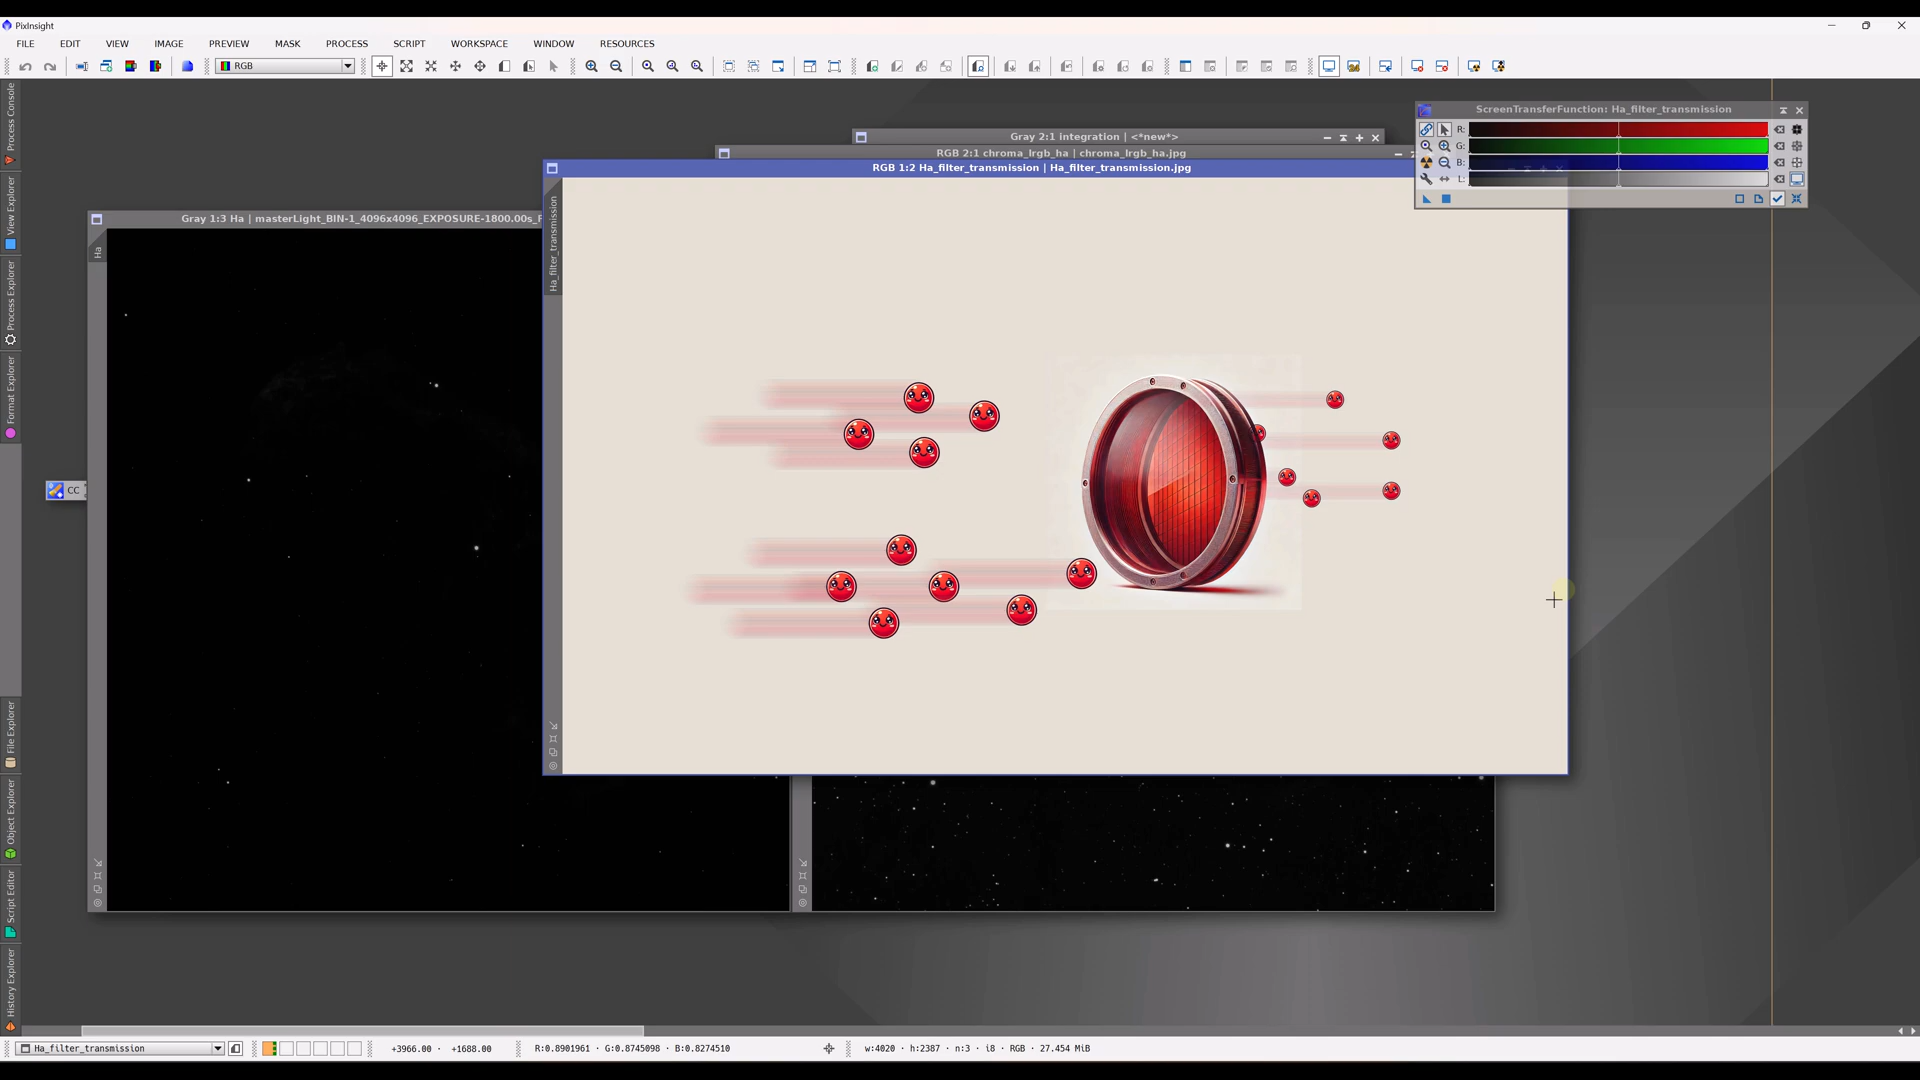 PixInsight
FILE EDIT VIEW IMAGE PREVIEW MASK PROCESS SCRIPT WORKSPACE WINDOW RESOURCES
RGB
Process Console
View Explorer
Process Explorer
Format Explorer
File Explorer
Object Explorer
Script Editor
History Explorer
CC
ScreenTransferFunction: Ha_filter_transmission
R:
G:
B:
L:
Gray 2:1 integration | <*new*>
RGB 2:1 chroma_lrgb_ha | chroma_lrgb_ha.jpg
RGB 1:2 Ha_filter_transmission | Ha_filter_transmission.jpg
Ha_filter_transmission
Gray 1:3 Ha | masterLight_BIN-1_4096x4096_EXPOSURE-1800.00s_F
Ha
Ha_filter_transmission
+3966.00 · +1688.00
R:0.8901961 · G:0.8745098 · B:0.8274510
w:4020 · h:2387 · n:3 · i8 · RGB · 27.454 MiB